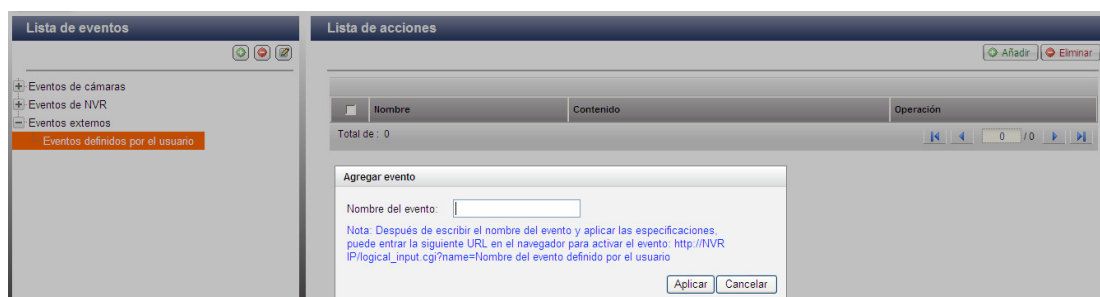 Lista de eventos
Lista de acciones
Añadir Eliminar
Eventos de cámaras
Eventos de NVR
Eventos externos
Eventos definidos por el usuario
Nombre Contenido Operación
Total de : 0
0 / 0
Agregar evento
Nombre del evento:
Nota: Después de escribir el nombre del evento y aplicar las especificaciones,
puede entrar la siguiente URL en el navegador para activar el evento: http://NVR
IP/logical_input.cgi?name=Nombre del evento definido por el usuario
Aplicar Cancelar